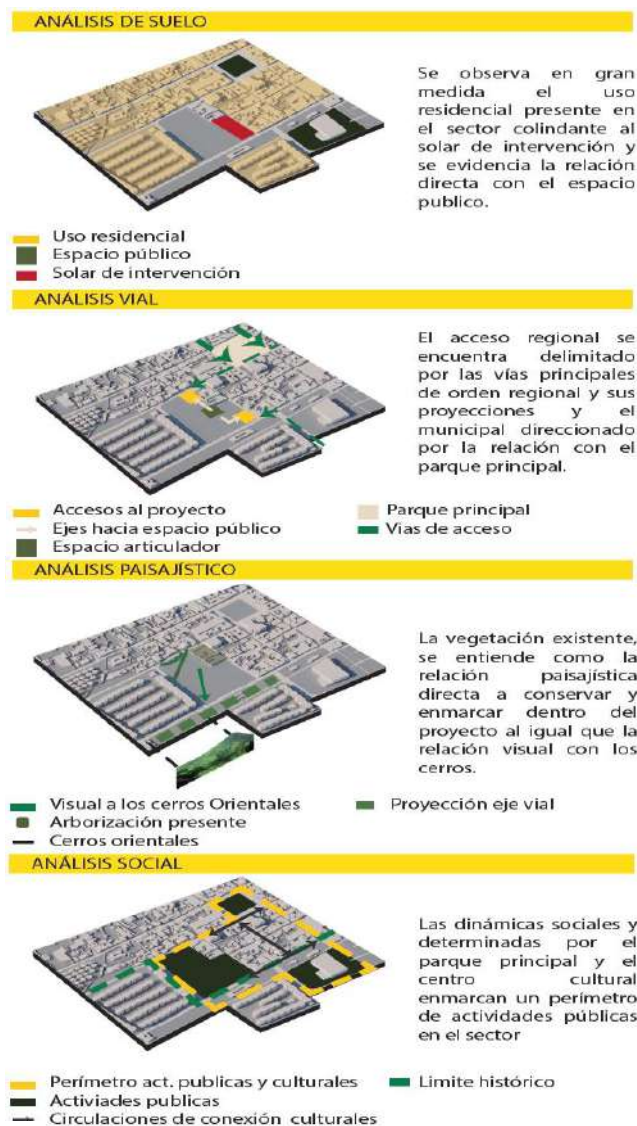 ANÁLISIS DE SUELO
Se observa en gran
medida el uso
residencial presente en
el sector colindante al
solar de intervención y
se evidencia la relación
directa con el espacio
publico.
Uso residencial
Espacio público
Solar de intervención
ANÁLISIS VIAL
El acceso regional se
encuentra delimitado
por las vías principales
de orden regional y sus
proyecciones y el
municipal direccionado
por la relación con el
parque principal.
Accesos al proyecto
Ejes hacia espacio público
Espacio articulador
Parque principal
Vias de acceso
ANÁLISIS PAISAJÍSTICO
La vegetación existente,
se entiende como la
relación paisajística
directa a conservar y
enmarcar dentro del
proyecto al igual que la
relación visual con los
cerros.
Visual a los cerros Orientales
Arborización presente
Cerros orientales
Proyección eje vial
ANÁLISIS SOCIAL
Las dinámicas sociales y
determinadas por el
parque principal y el
centro cultural
enmarcan un perímetro
de actividades públicas
en el sector
Perímetro act. publicas y culturales
Activiades publicas
Circulaciones de conexión culturales
Limite histórico